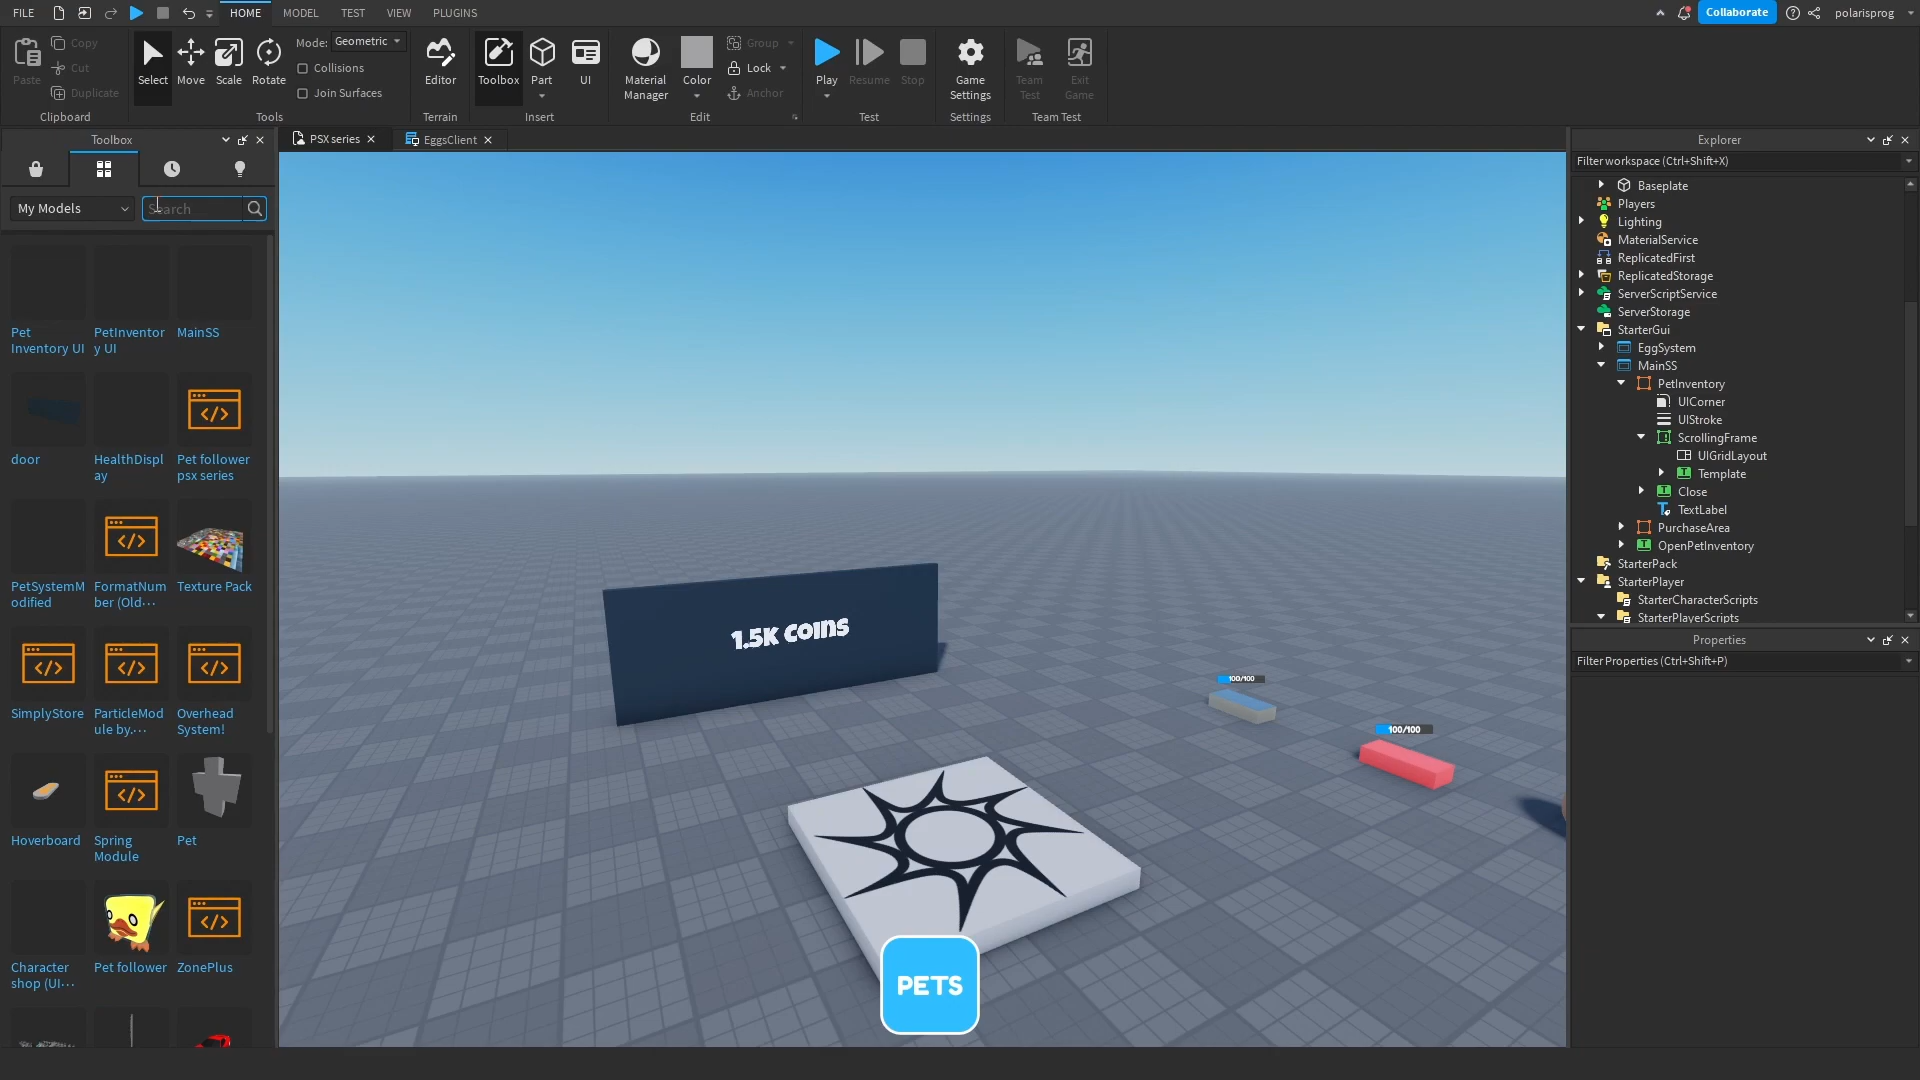 FILE
HOME
MODEL
TEST
VIEW
PLUGINS
Collaborate
polarisprog
Paste
Copy
Cut
Duplicate
Clipboard
Select
Move
Scale
Rotate
Mode: Geometric
Collisions
Join Surfaces
Tools
Editor
Terrain
Toolbox
Part
UI
Insert
Material
Manager
Color
Group
Lock
Anchor
Edit
Play
Resume
Stop
Test
Game
Settings
Settings
Team
Test
Exit
Game
Team Test
Toolbox
PSX series
EggsClient
My Models
Search
Pet
Inventory UI
PetInventor
y UI
MainSS
door
HealthDispl
ay
Pet follower
psx series
PetSystemM
odified
FormatNum
ber (Old···
Texture Pack
SimplyStore
ParticleMod
ule by.···
Overhead
System!
Hoverboard
Spring
Module
Pet
Character
shop (UI···
Pet follower
ZonePlus
1.5K Coins
100/100
100/100
PETS
Explorer
Filter workspace (Ctrl+Shift+X)
Baseplate
Players
Lighting
MaterialService
ReplicatedFirst
ReplicatedStorage
ServerScriptService
ServerStorage
StarterGui
EggSystem
MainSS
PetInventory
UICorner
UIStroke
ScrollingFrame
UIGridLayout
Template
Close
TextLabel
PurchaseArea
OpenPetInventory
StarterPack
StarterPlayer
StarterCharacterScripts
StarterPlayerScripts
Properties
Filter Properties (Ctrl+Shift+P)